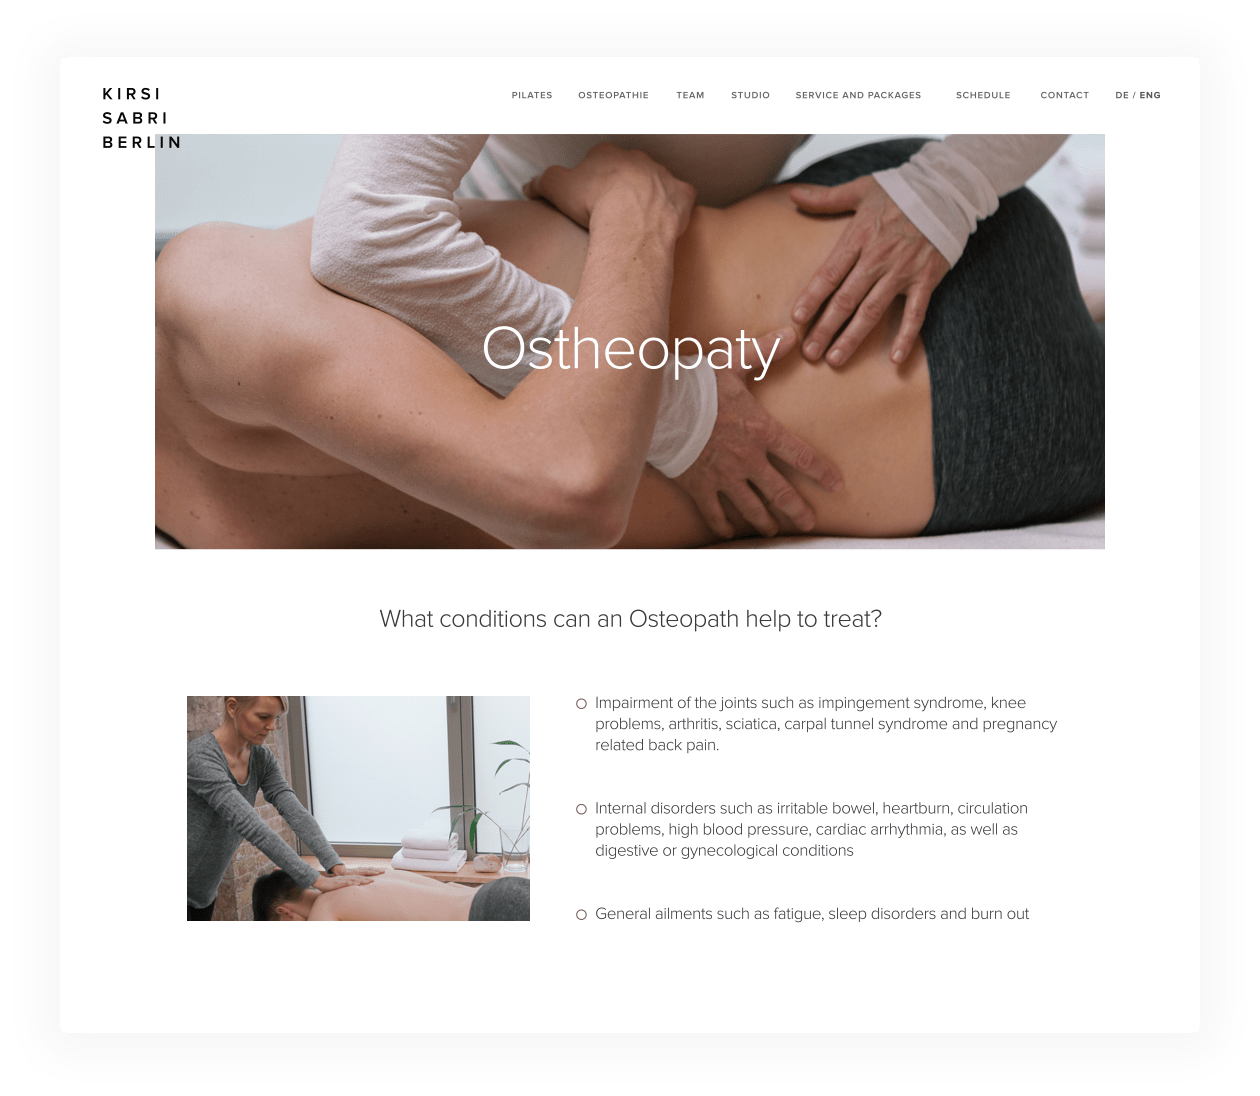 KIRSI
SABRI
BERLIN
PILATES OSTEOPATHIE TEAM STUDIO SERVICE AND PACKAGES SCHEDULE CONTACT DE / ENG
Ostheopaty
What conditions can an Osteopath help to treat?
Impairment of the joints such as impingement syndrome, knee
problems, arthritis, sciatica, carpal tunnel syndrome and pregnancy
related back pain.
Internal disorders such as irritable bowel, heartburn, circulation
problems, high blood pressure, cardiac arrhythmia, as well as
digestive or gynecological conditions
General ailments such as fatigue, sleep disorders and burn out